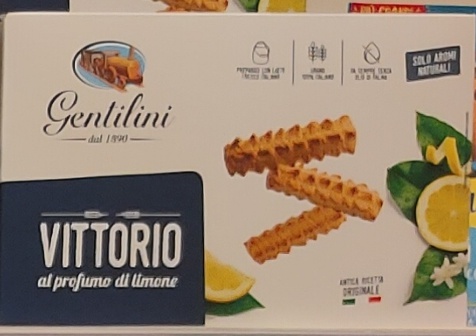 Gentilini
dal 1890
PREPARATO CON LATTE
FRESCO ITALIANO
GRANO
100% ITALIANO
DA SEMPRE SENZA
OLIO DI PALMA
SOLO AROMI
NATURALI
VITTORIO
al profumo di limone
ANTICA RICETTA
ORIGINALE